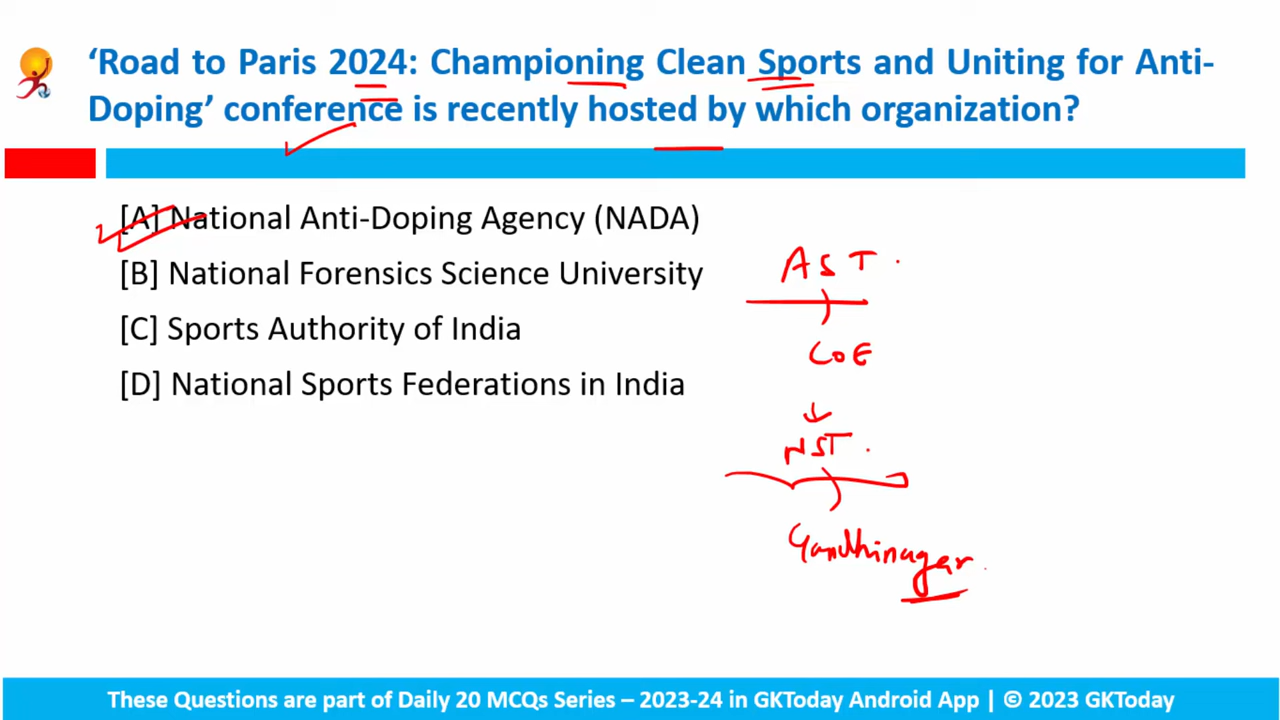 ‘Road to Paris 2024: Championing Clean Sports and Uniting for Anti-
Doping’ conference is recently hosted by which organization?
[A] National Anti-Doping Agency (NADA)
[B] National Forensics Science University
[C] Sports Authority of India
[D] National Sports Federations in India
AST.
COE
NST.
Gandhinagar
These Questions are part of Daily 20 MCQs Series – 2023-24 in GKToday Android App | © 2023 GKToday